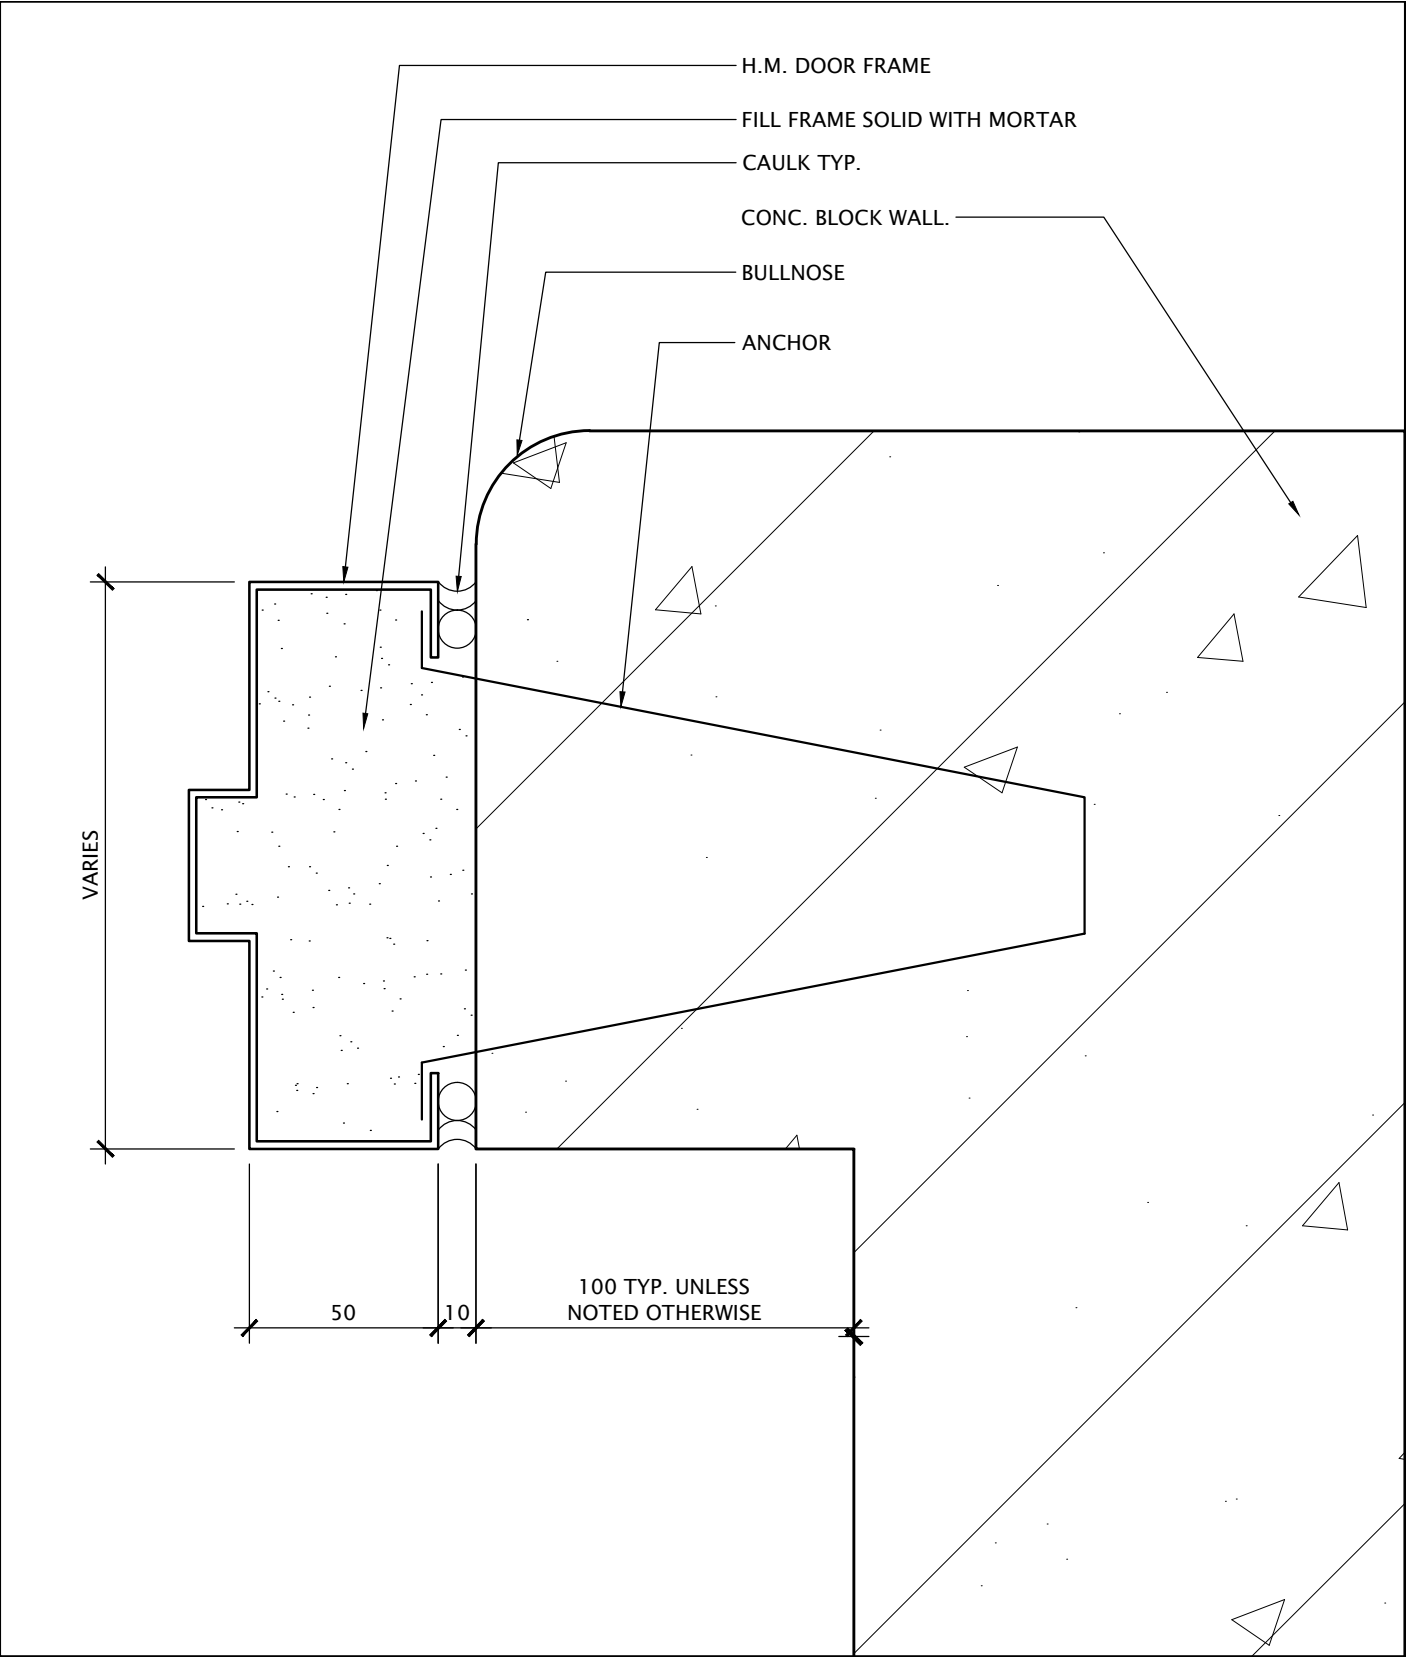 H.M. DOOR FRAME
FILL FRAME SOLID WITH MORTAR
CAULK TYP.
CONC. BLOCK WALL.
BULLNOSE
ANCHOR
VARIES
50
10
100 TYP. UNLESS
NOTED OTHERWISE